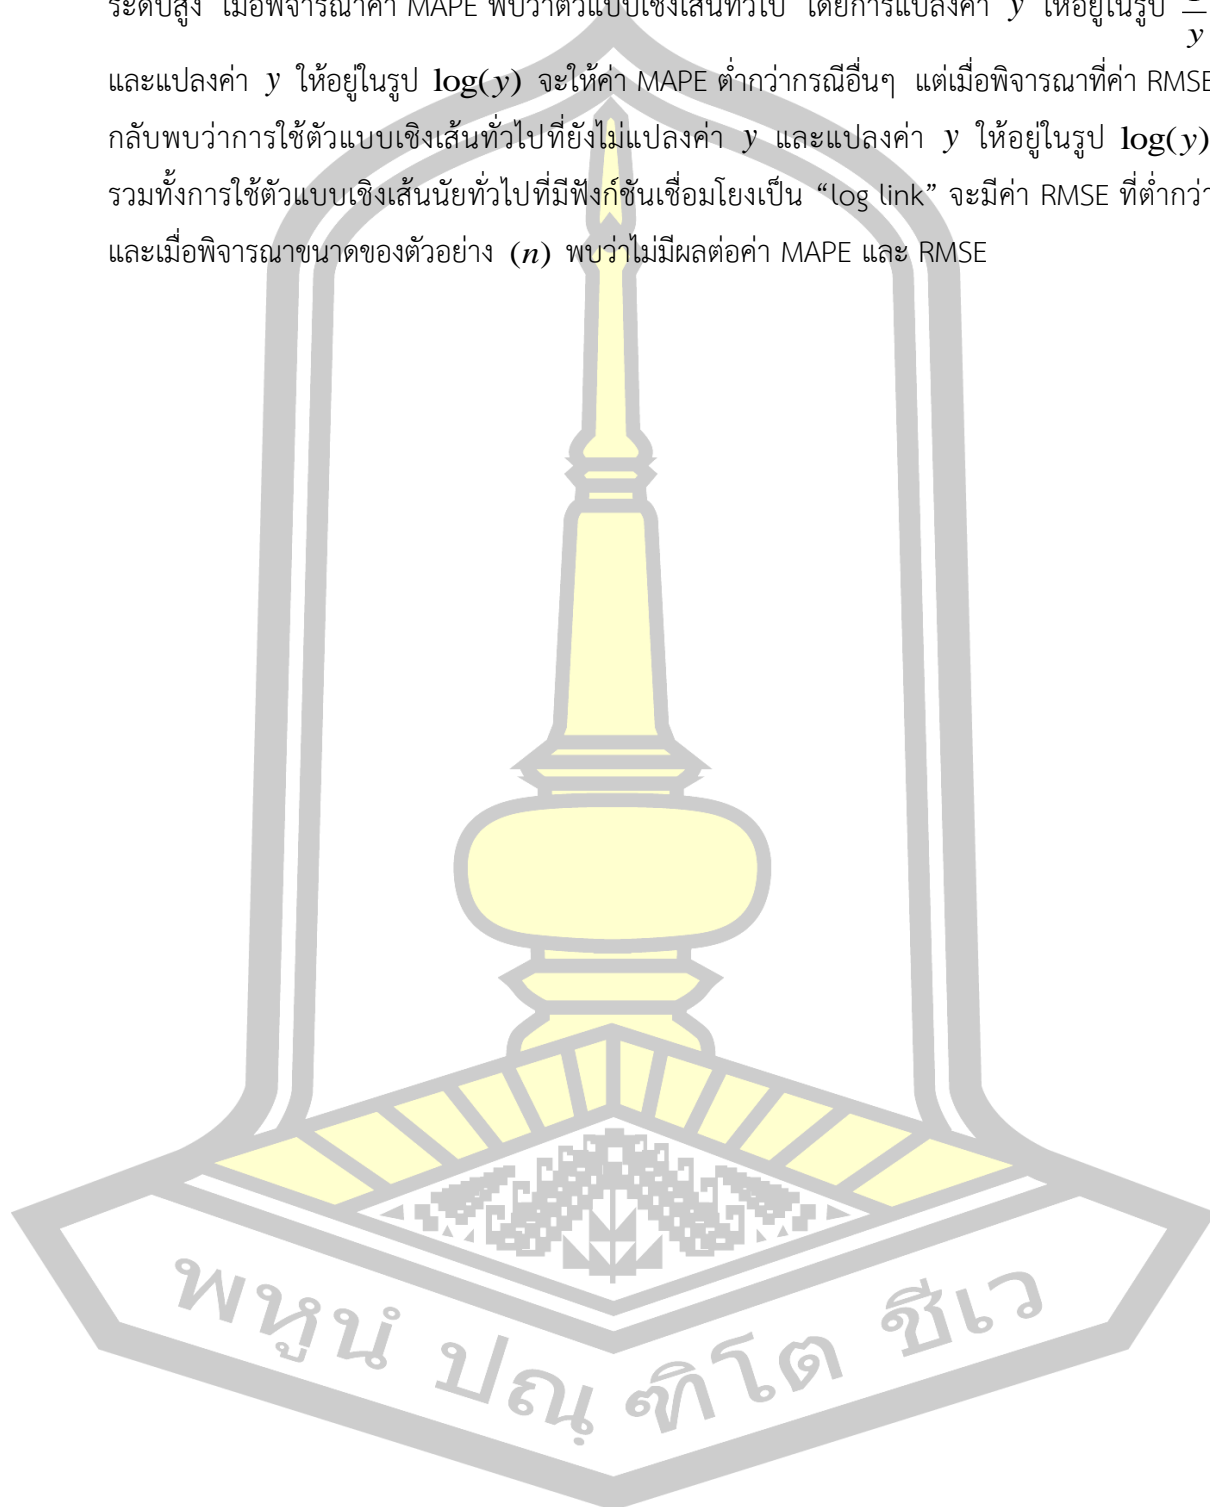 ระดับสูง เมื่อพิจารณาค่า MAPE พบว่าตัวแบบเชิงเส้นทั่วไป โดยการแปลงค่า y ให้อยู่ในรูป
y
และแปลงค่า y ให้อยู่ในรูป log(y) จะให้ค่า MAPE ต่ำกว่ากรณีอื่นๆ แต่เมื่อพิจารณาที่ค่า RMSE
กลับพบว่าการใช้ตัวแบบเชิงเส้นทั่วไปที่ยังไม่แปลงค่า y และแปลงค่า y ให้อยู่ในรูป log(y)
รวมทั้งการใช้ตัวแบบเชิงเส้นนัยทั่วไปที่มีฟังก์ชันเชื่อมโยงเป็น “log link” จะมีค่า RMSE ที่ต่ำกว่า
และเมื่อพิจารณาขนาดของตัวอย่าง (n) พบว่าไม่มีผลต่อค่า MAPE และ RMSE
พหูนํ ปณฺฑิโต ชีเว